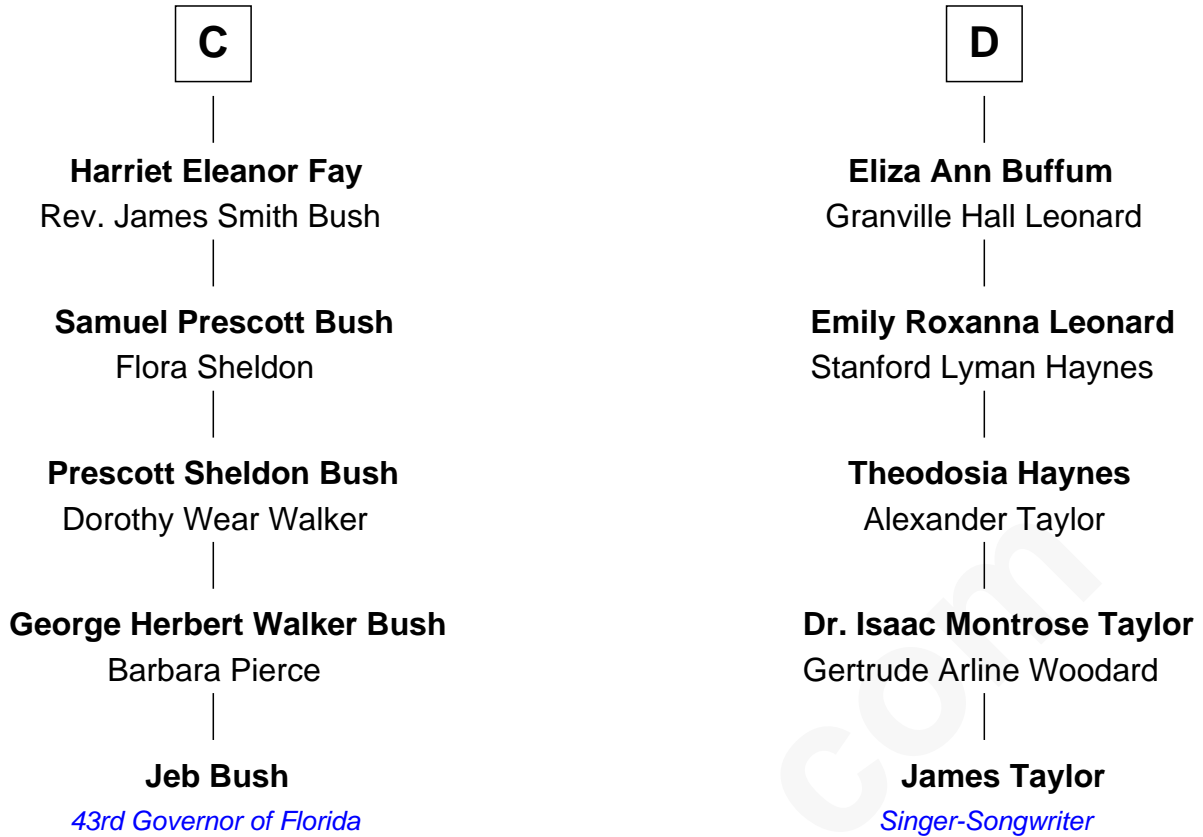 C
Harriet Eleanor Fay
Rev. James Smith Bush
Samuel Prescott Bush
Flora Sheldon
Prescott Sheldon Bush
Dorothy Wear Walker
George Herbert Walker Bush
Barbara Pierce
Jeb Bush
43rd Governor of Florida
D
Eliza Ann Buffum
Granville Hall Leonard
Emily Roxanna Leonard
Stanford Lyman Haynes
Theodosia Haynes
Alexander Taylor
Dr. Isaac Montrose Taylor
Gertrude Arline Woodard
James Taylor
Singer-Songwriter
com